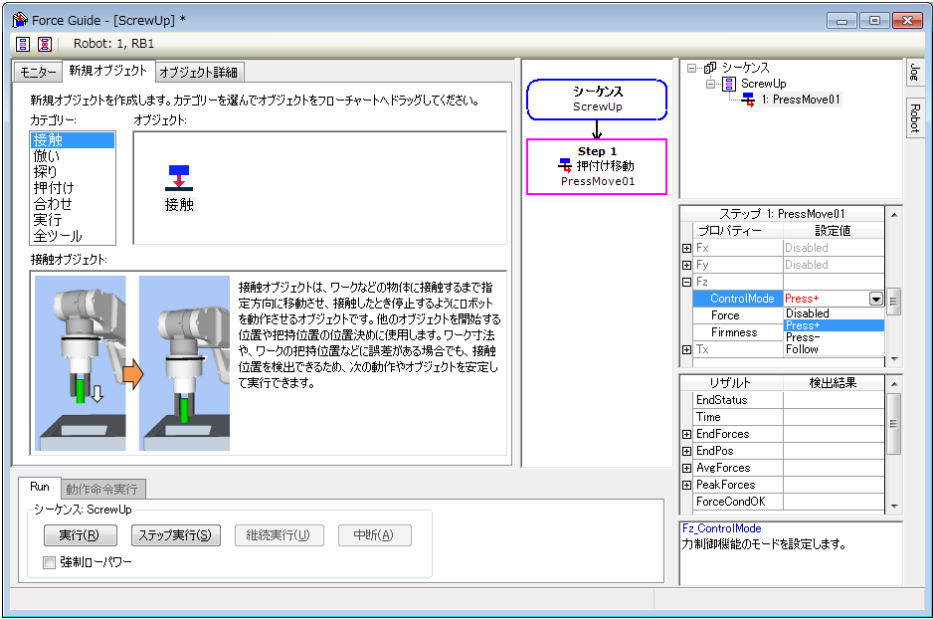 Force Guide - [ScrewUp] *
Robot: 1, RB1
モニター 新規オブジェクト オブジェクト詳細
新規オブジェクトを作成します。カテゴリーを選んでオブジェクトをフローチャートへドラッグしてください。
カテゴリー: オブジェクト:
接触
倣い
探り
押付け
合わせ
実行
全ツール
接触
接触オブジェクト:
接触オブジェクトは、ワークなどの物体に接触するまで指
定方向に移動させ、接触したとき停止するようにロボット
を動作させるオブジェクトです。他のオブジェクトを開始する
位置や把持位置の位置決めに使用します。ワーク寸法
や、ワークの把持位置などに誤差がある場合でも、接触
位置を検出できるため、次の動作やオブジェクトを安定し
て実行できます。
シーケンス
ScrewUp
Step 1
押付け移動
PressMove01
シーケンス
ScrewUp
1: PressMove01
Jog
Robot
ステップ 1: PressMove01
プロパティー 設定値
Fx Disabled
Fy Disabled
Fz
ControlMode Press+
Force Disabled
Press+
Firmness Press-
Tx Follow
リザルト 検出結果
EndStatus
Time
EndForces
EndPos
AvgForces
PeakForces
ForceCondOK
Fz_ControlMode
力制御機能のモードを設定します。
Run 動作命令実行
シーケンス: ScrewUp
実行(R) ステップ実行(S) 継続実行(U) 中断(A)
強制ローパワー